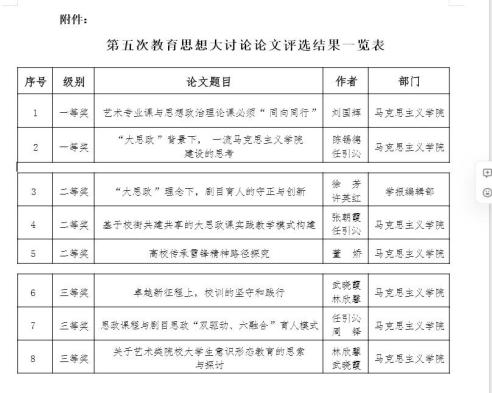 附件：
第五次教育思想大讨论论文评选结果一览表
序号 级别 论文题目 作者 部门
1 一等奖 艺术专业课与思想政治理论课必须“同向同行” 刘国辉 马克思主义学院
2 一等奖 “大思政”背景下，一流马克思主义学院 陈锡德 马克思主义学院
建设的思考 任引沁
3 二等奖 “大思政”理念下，剧目育人的守正与创新 徐 芳 学报编辑部
许英红
4 二等奖 基于校街共建共享的大思政课实践教学模式构建 张朝霞 马克思主义学院
任引沁
5 二等奖 高校传承雷锋精神路径探究 董 娇 马克思主义学院
6 三等奖 卓越新征程上，校训的坚守和践行 武晓霞 马克思主义学院
林欣馨
7 三等奖 思政课程与剧目思政“双驱动、六融合”育人模式 任引沁 马克思主义学院
周 铎
8 三等奖 关于艺术类院校大学生意识形态教育的思索 林欣馨 马克思主义学院
与探讨 武晓霞